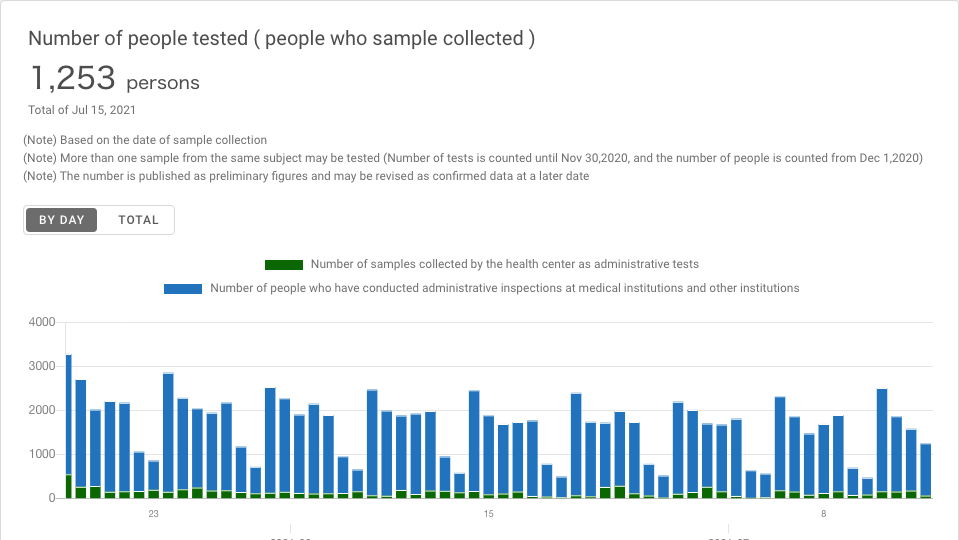 Number of people tested ( people who sample collected )
1,253 persons
Total of Jul 15, 2021
(Note) Based on the date of sample collection
(Note) More than one sample from the same subject may be tested (Number of tests is counted until Nov 30,2020, and the number of people is counted from Dec 1,2020)
(Note) The number is published as preliminary figures and may be revised as confirmed data at a later date
BY DAY TOTAL
Number of samples collected by the health center as administrative tests
Number of people who have conducted administrative inspections at medical institutions and other institutions
4000
3000
2000
1000
0
23 15 8